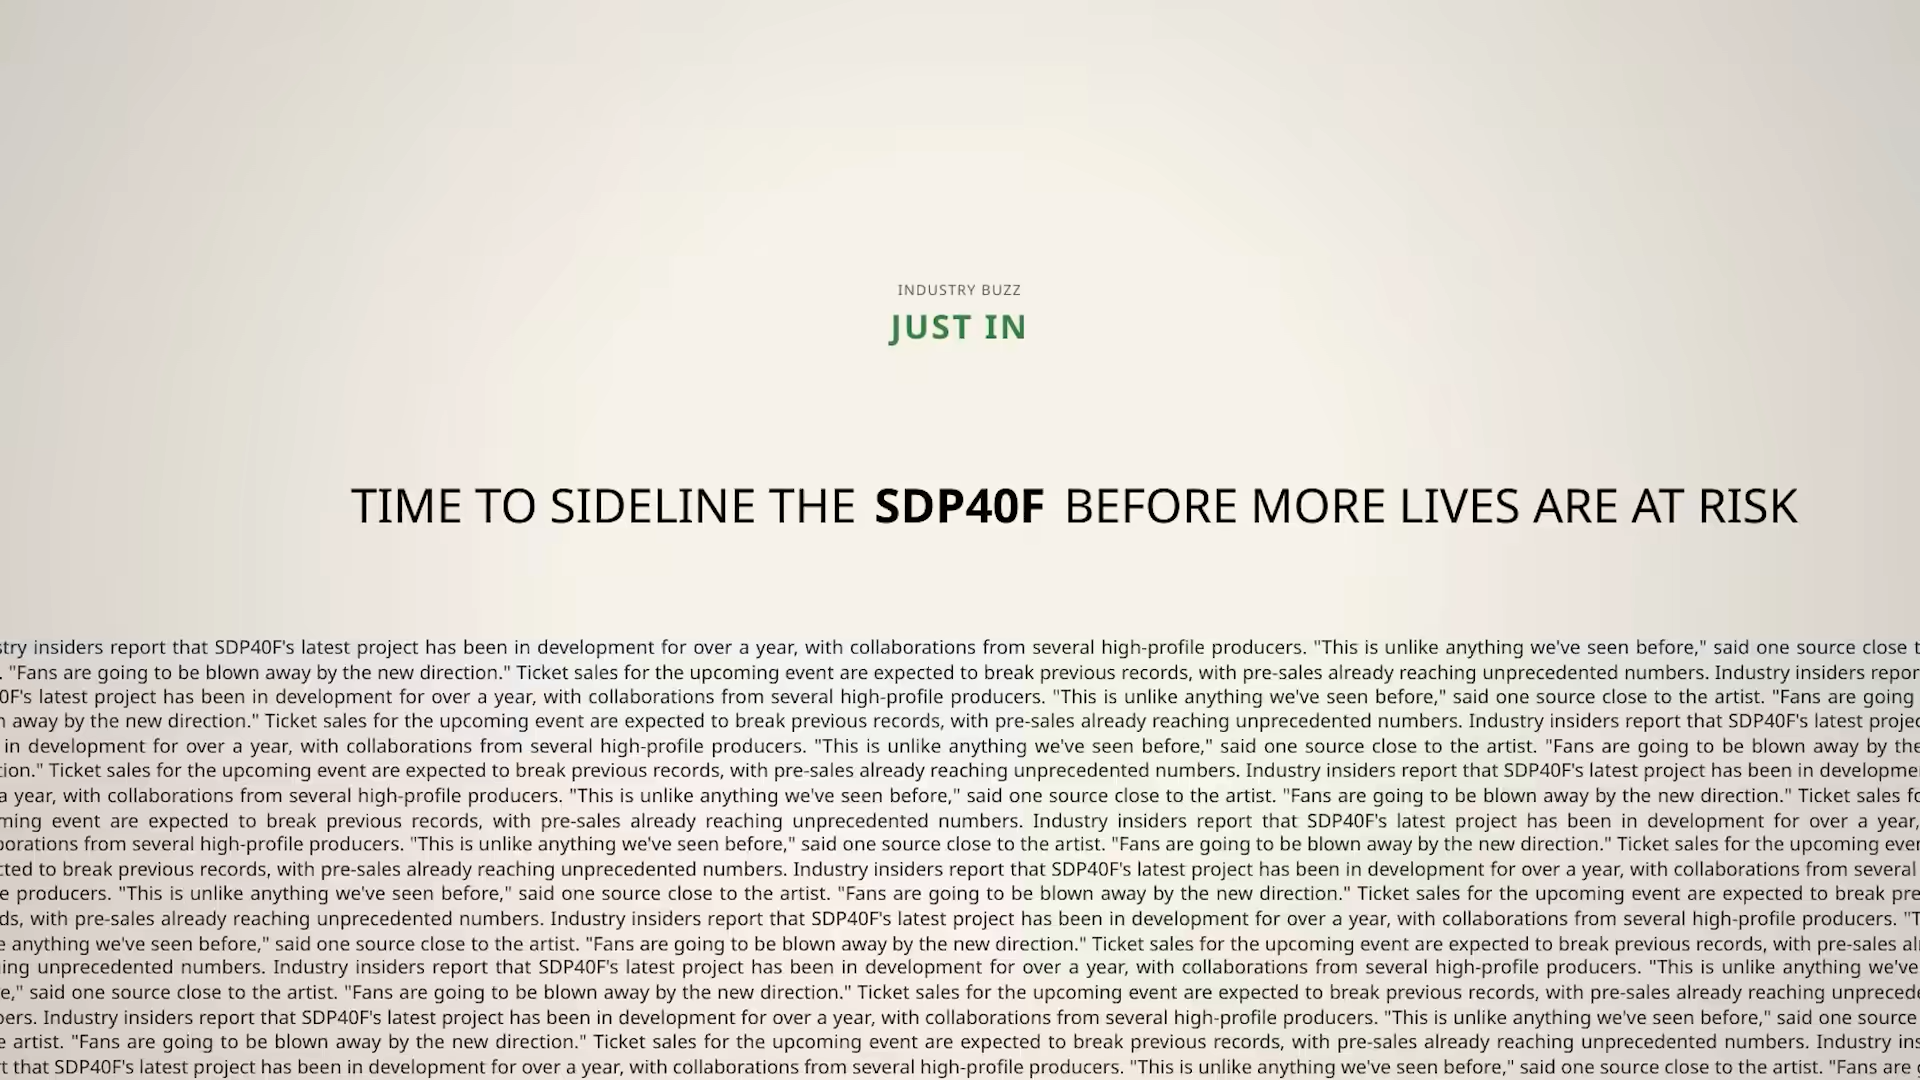 INDUSTRY BUZZ
JUST IN
TIME TO SIDELINE THE SDP40F BEFORE MORE LIVES ARE AT RISK
stry insiders report that SDP40F's latest project has been in development for over a year, with collaborations from several high-profile producers. "This is unlike anything we've seen before," said one source close t
. "Fans are going to be blown away by the new direction." Ticket sales for the upcoming event are expected to break previous records, with pre-sales already reaching unprecedented numbers. Industry insiders repor
0F's latest project has been in development for over a year, with collaborations from several high-profile producers. "This is unlike anything we've seen before," said one source close to the artist. "Fans are going
n away by the new direction." Ticket sales for the upcoming event are expected to break previous records, with pre-sales already reaching unprecedented numbers. Industry insiders report that SDP40F's latest projec
in development for over a year, with collaborations from several high-profile producers. "This is unlike anything we've seen before," said one source close to the artist. "Fans are going to be blown away by the
tion." Ticket sales for the upcoming event are expected to break previous records, with pre-sales already reaching unprecedented numbers. Industry insiders report that SDP40F's latest project has been in developme
a year, with collaborations from several high-profile producers. "This is unlike anything we've seen before," said one source close to the artist. "Fans are going to be blown away by the new direction." Ticket sales fo
ming event are expected to break previous records, with pre-sales already reaching unprecedented numbers. Industry insiders report that SDP40F's latest project has been in development for over a year,
borations from several high-profile producers. "This is unlike anything we've seen before," said one source close to the artist. "Fans are going to be blown away by the new direction." Ticket sales for the upcoming ever
cted to break previous records, with pre-sales already reaching unprecedented numbers. Industry insiders report that SDP40F's latest project has been in development for over a year, with collaborations from several
e producers. "This is unlike anything we've seen before," said one source close to the artist. "Fans are going to be blown away by the new direction." Ticket sales for the upcoming event are expected to break pre
ds, with pre-sales already reaching unprecedented numbers. Industry insiders report that SDP40F's latest project has been in development for over a year, with collaborations from several high-profile producers. "T
e anything we've seen before," said one source close to the artist. "Fans are going to be blown away by the new direction." Ticket sales for the upcoming event are expected to break previous records, with pre-sales al
ing unprecedented numbers. Industry insiders report that SDP40F's latest project has been in development for over a year, with collaborations from several high-profile producers. "This is unlike anything we've
e," said one source close to the artist. "Fans are going to be blown away by the new direction." Ticket sales for the upcoming event are expected to break previous records, with pre-sales already reaching unpreced
bers. Industry insiders report that SDP40F's latest project has been in development for over a year, with collaborations from several high-profile producers. "This is unlike anything we've seen before," said one source
e artist. "Fans are going to be blown away by the new direction." Ticket sales for the upcoming event are expected to break previous records, with pre-sales already reaching unprecedented numbers. Industry ins
rt that SDP40F's latest project has been in development for over a year, with collaborations from several high-profile producers. "This is unlike anything we've seen before," said one source close to the artist. "Fans are g